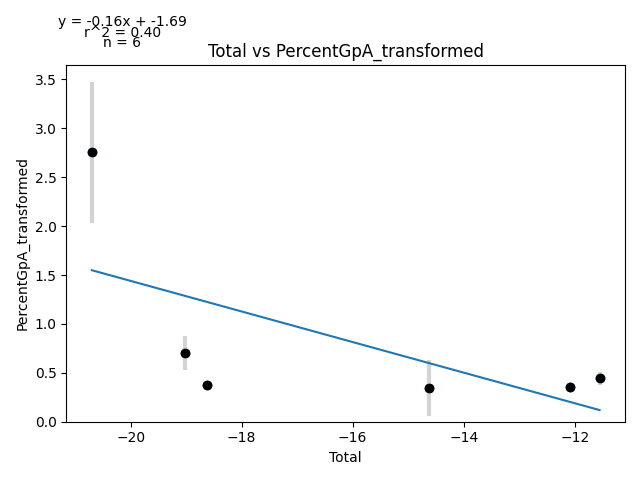 y = -0.16x + -1.69
r^2 = 0.40
n = 6
Total vs PercentGpA_transformed
PercentGpA_transformed
3.5
3.0
2.5
2.0
1.5
1.0
0.5
0.0
−20
−18
−16
−14
−12
Total